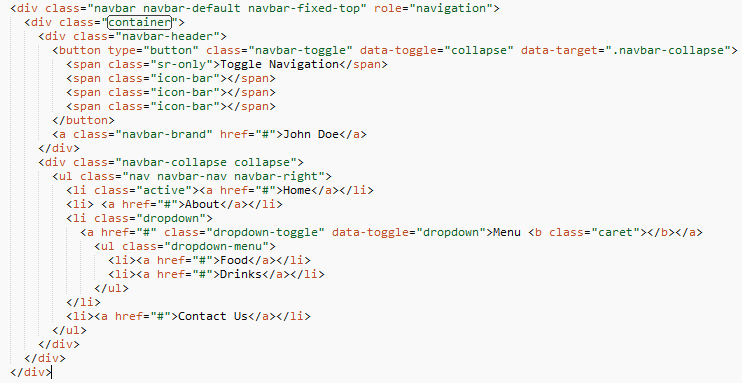 <div class="navbar navbar-default navbar-fixed-top" role="navigation">
<div class="container">
<div class="navbar-header">
<button type="button" class="navbar-toggle" data-toggle="collapse" data-target=".navbar-collapse">
<span class="sr-only">Toggle Navigation</span>
<span class="icon-bar"></span>
<span class="icon-bar"></span>
<span class="icon-bar"></span>
</button>
<a class="navbar-brand" href="#">John Doe</a>
</div>
<div class="navbar-collapse collapse">
<ul class="nav navbar-nav navbar-right">
<li class="active"><a href="#">Home</a></li>
<li> <a href="#">About</a></li>
<li class="dropdown">
<a href="#" class="dropdown-toggle" data-toggle="dropdown">Menu <b class="caret"></b></a>
<ul class="dropdown-menu">
<li><a href="#">Food</a></li>
<li><a href="#">Drinks</a></li>
</ul>
</li>
<li><a href="#">Contact Us</a></li>
</ul>
</div>
</div>
</div>